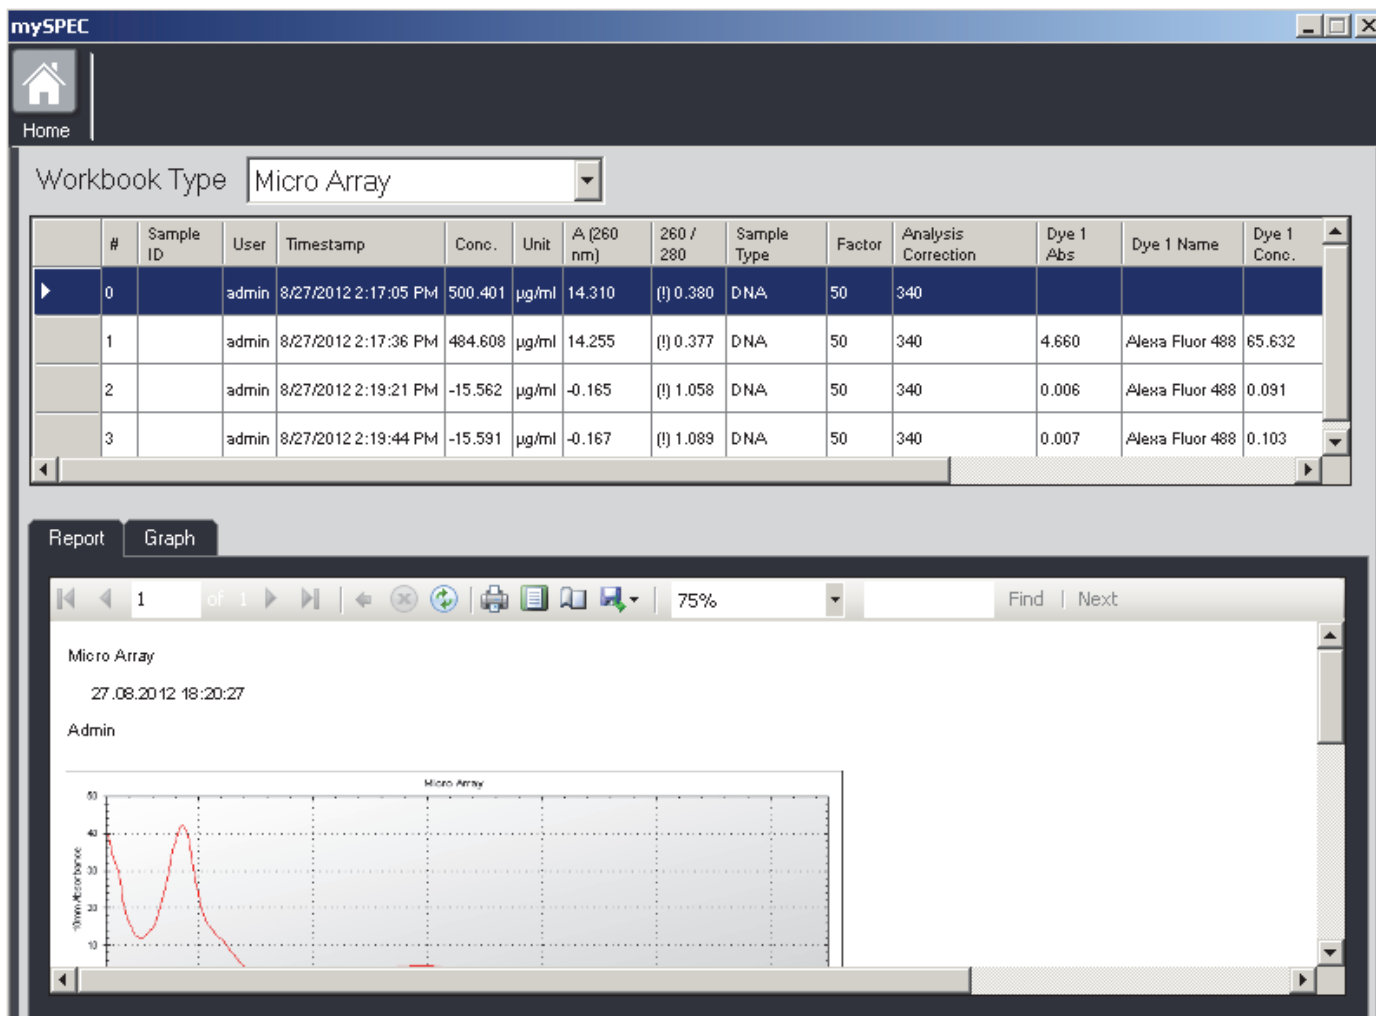 mySPEC
Home
Workbook Type Micro Array
# Sample ID User Timestamp Conc. Unit A (260 nm) 260 / 280 Sample Type Factor Analysis Correction Dye 1 Abs Dye 1 Name Dye 1 Conc.
0 admin 8/27/2012 2:17:05 PM 500.401 µg/ml 14.310 (!) 0.380 DNA 50 340
1 admin 8/27/2012 2:17:36 PM 484.608 µg/ml 14.255 (!) 0.377 DNA 50 340 4.660 Alexa Fluor 488 65.632
2 admin 8/27/2012 2:19:21 PM -15.562 µg/ml -0.165 (!) 1.058 DNA 50 340 0.006 Alexa Fluor 488 0.091
3 admin 8/27/2012 2:19:44 PM -15.591 µg/ml -0.167 (!) 1.089 DNA 50 340 0.007 Alexa Fluor 488 0.103
Report Graph
1 of 1 75% Find | Next
Micro Array
27.08.2012 18:20:27
Admin
Micro Array
50
40
30
20
10
10mm Absorbance